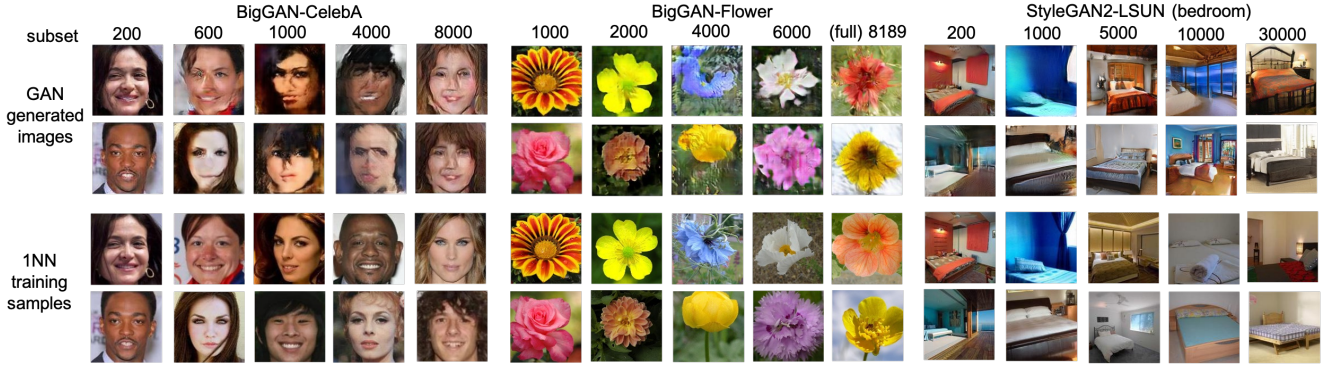 BigGAN-CelebA BigGAN-Flower StyleGAN2-LSUN (bedroom)
subset 200 600 1000 4000 8000 1000 2000 4000 6000 (full) 8189 200 1000 5000 10000 30000
GAN
generated
images
1NN
training
samples